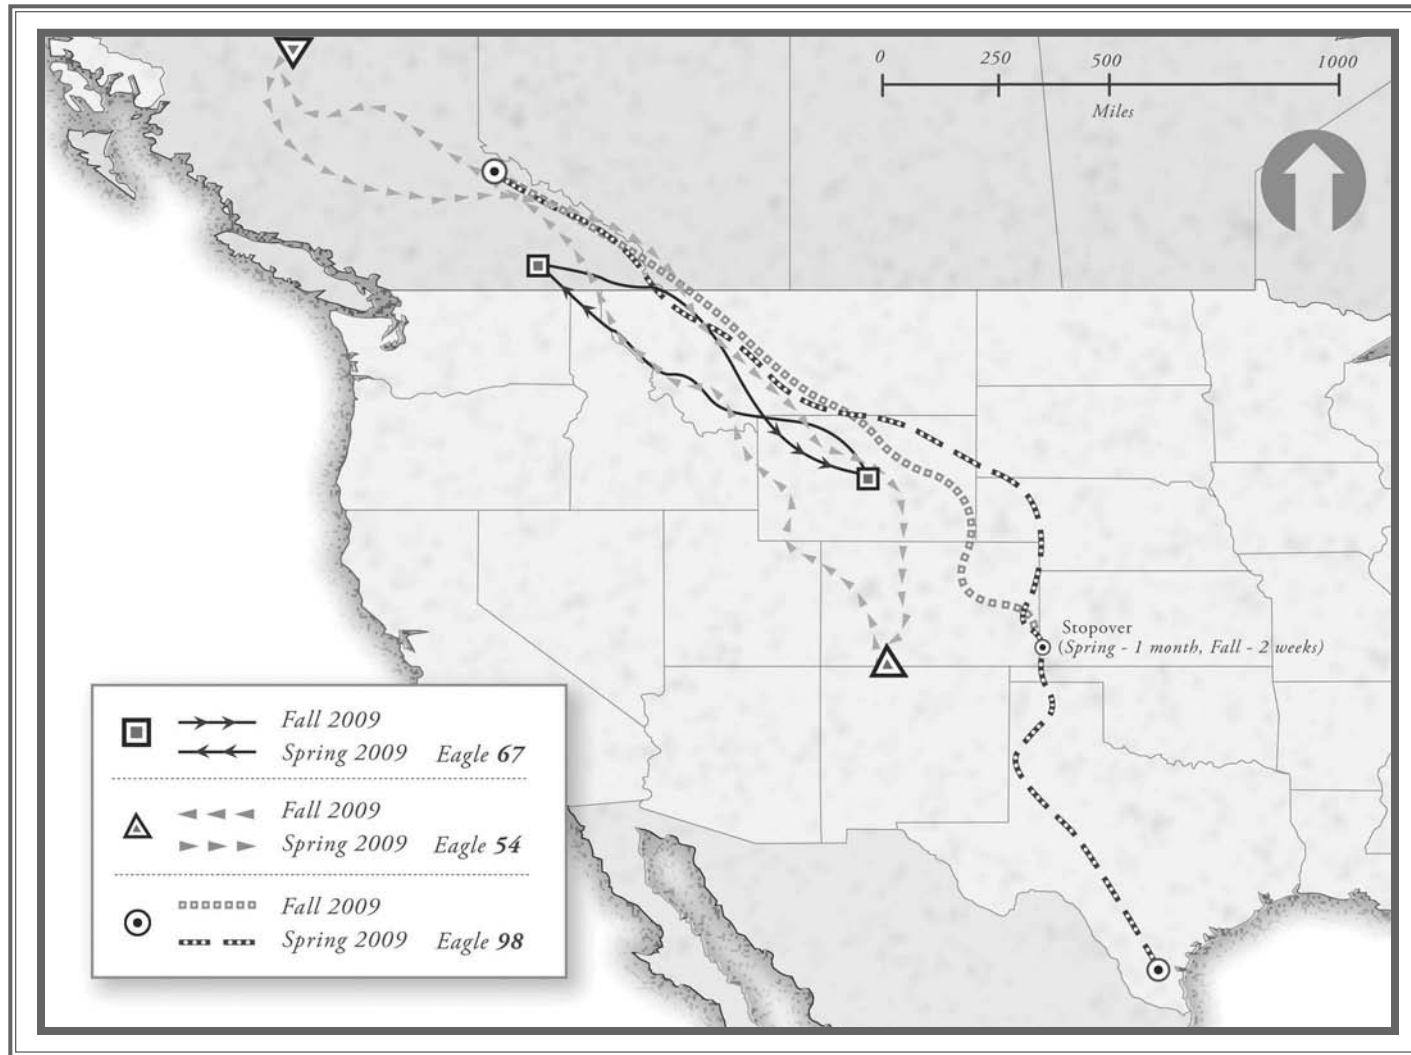 0 250 500 1000
Miles
Stopover
(Spring - 1 month, Fall - 2 weeks)
Fall 2009
Spring 2009 Eagle 67
Fall 2009
Spring 2009 Eagle 54
Fall 2009
Spring 2009 Eagle 98